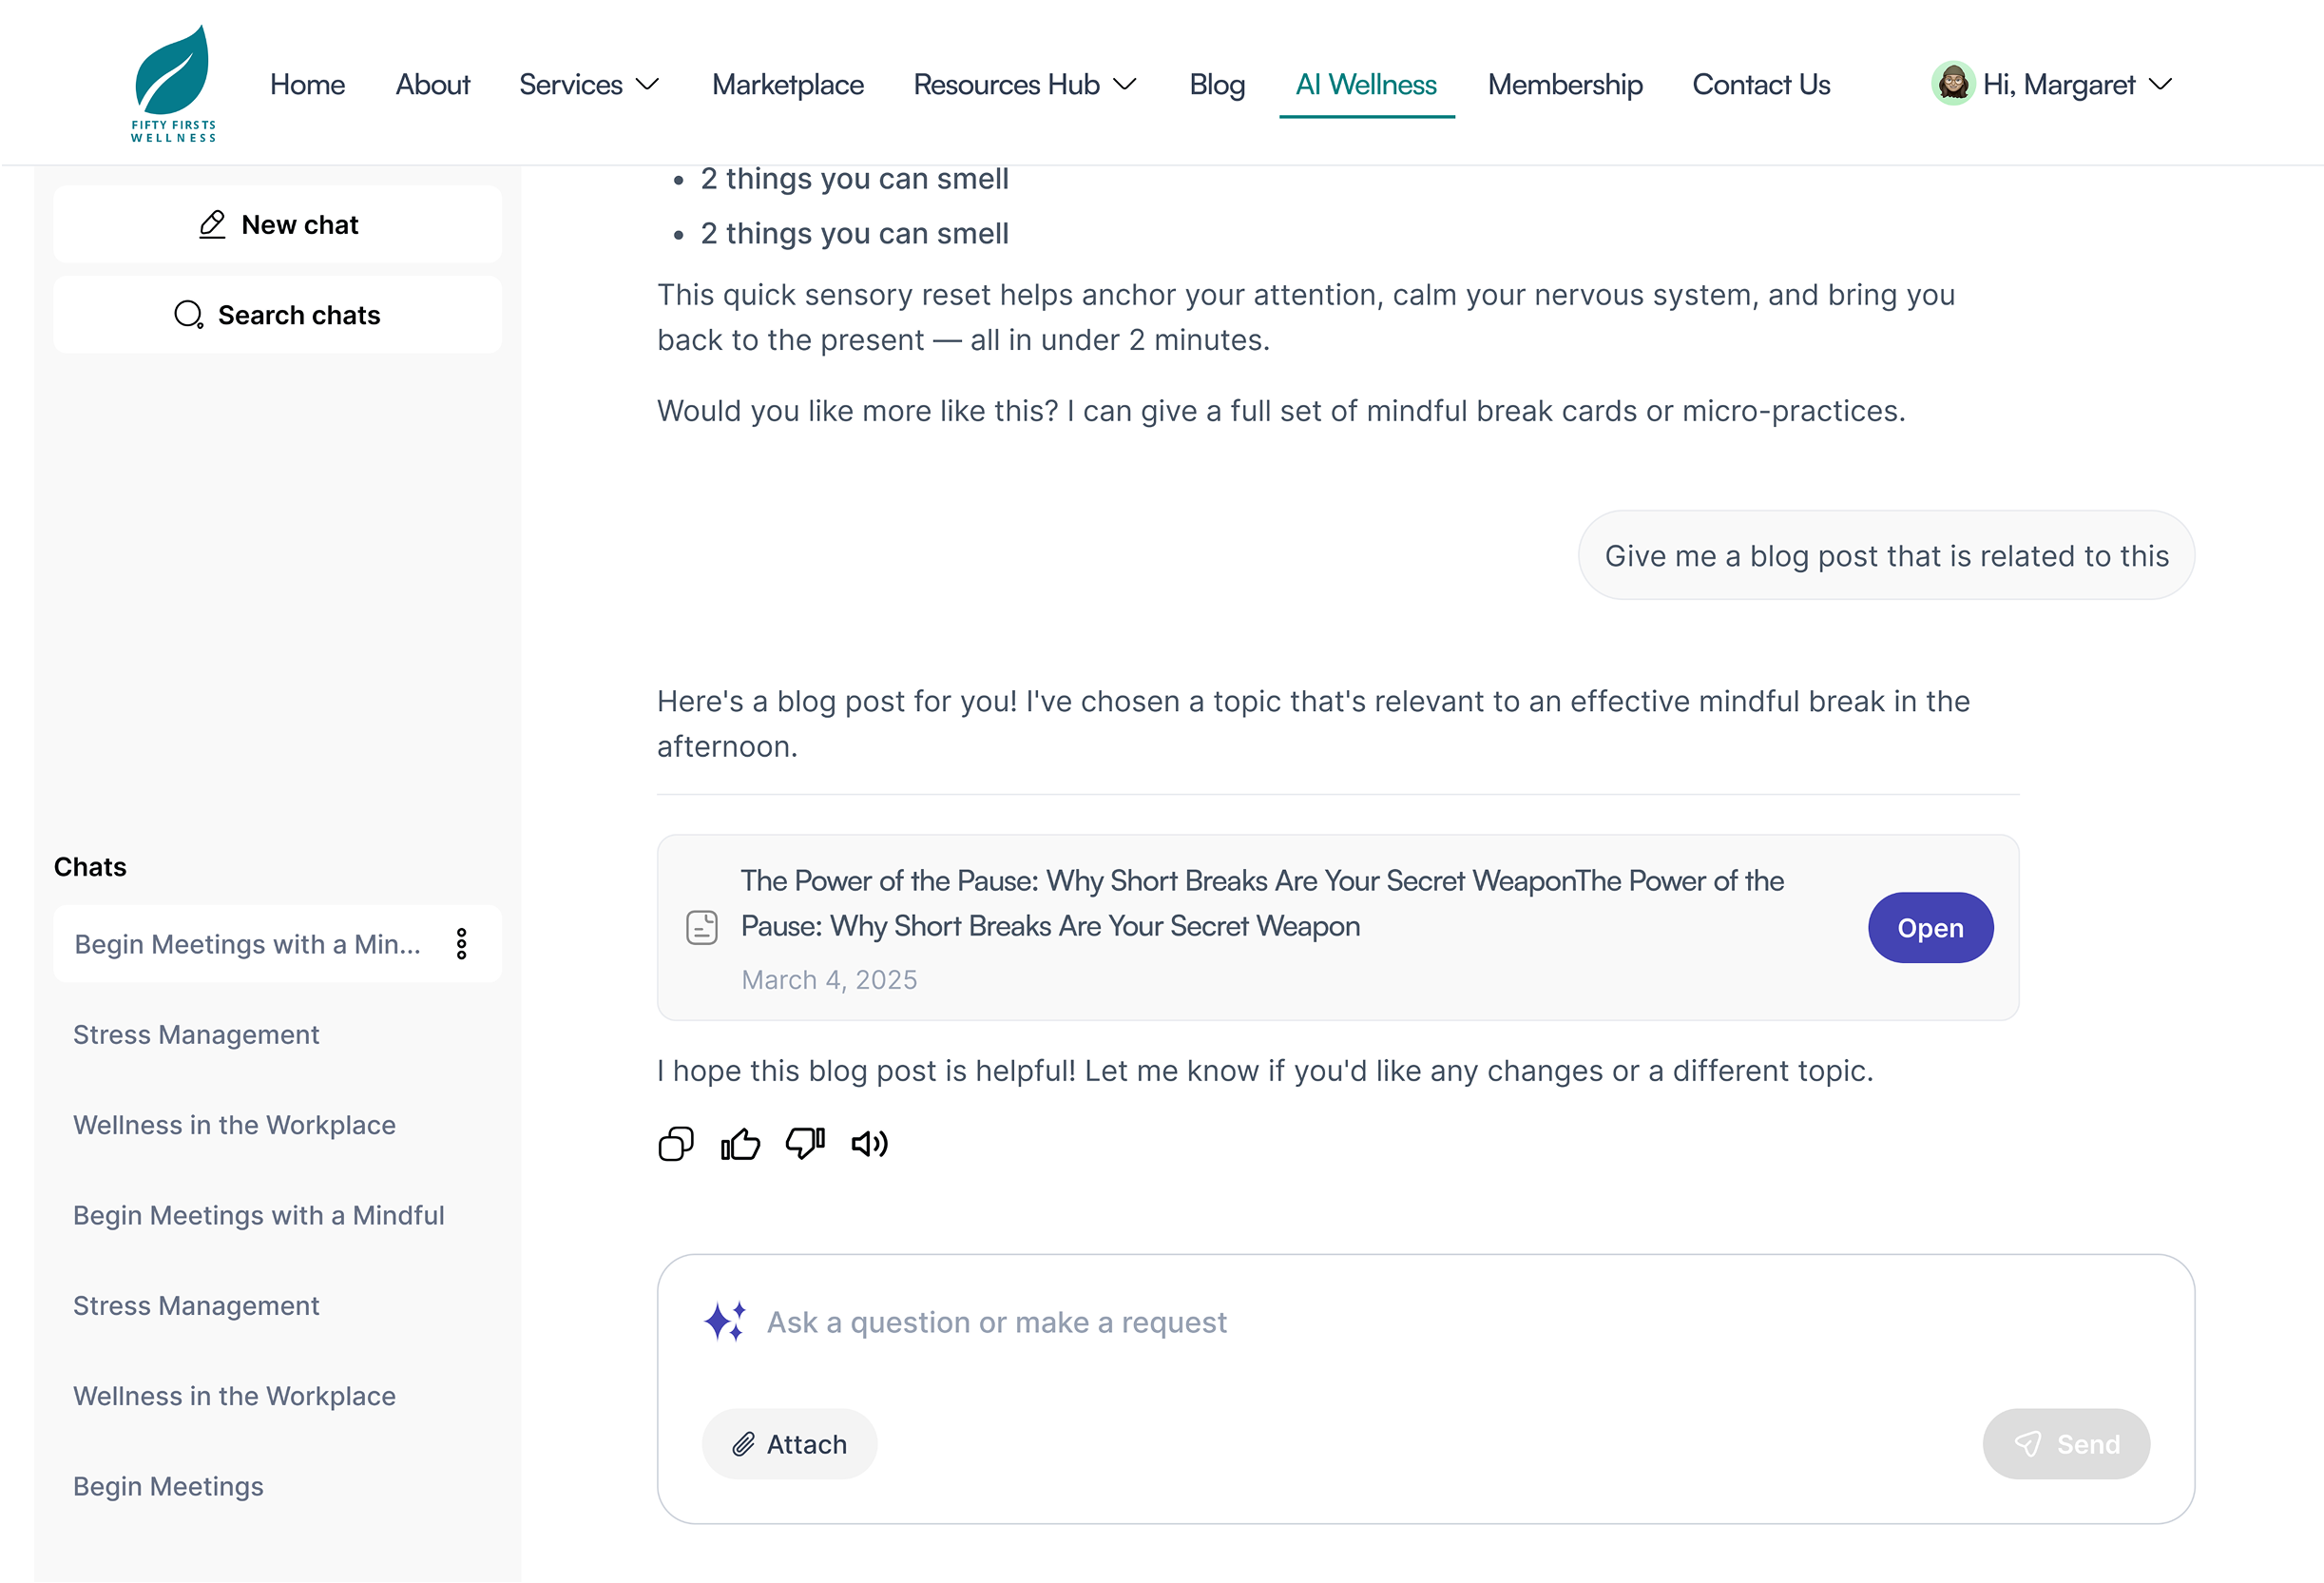 FIFTY FIRSTS
WELLNESS
Home
About
Services
Marketplace
Resources Hub
Blog
AI Wellness
Membership
Contact Us
Hi, Margaret
New chat
Search chats
Chats
Begin Meetings with a Min...
Stress Management
Wellness in the Workplace
Begin Meetings with a Mindful
Stress Management
Wellness in the Workplace
Begin Meetings
• 2 things you can smell
• 2 things you can smell
This quick sensory reset helps anchor your attention, calm your nervous system, and bring you
back to the present — all in under 2 minutes.
Would you like more like this? I can give a full set of mindful break cards or micro-practices.
Give me a blog post that is related to this
Here's a blog post for you! I've chosen a topic that's relevant to an effective mindful break in the
afternoon.
The Power of the Pause: Why Short Breaks Are Your Secret WeaponThe Power of the
Pause: Why Short Breaks Are Your Secret Weapon
March 4, 2025
Open
I hope this blog post is helpful! Let me know if you'd like any changes or a different topic.
Ask a question or make a request
Attach
Send